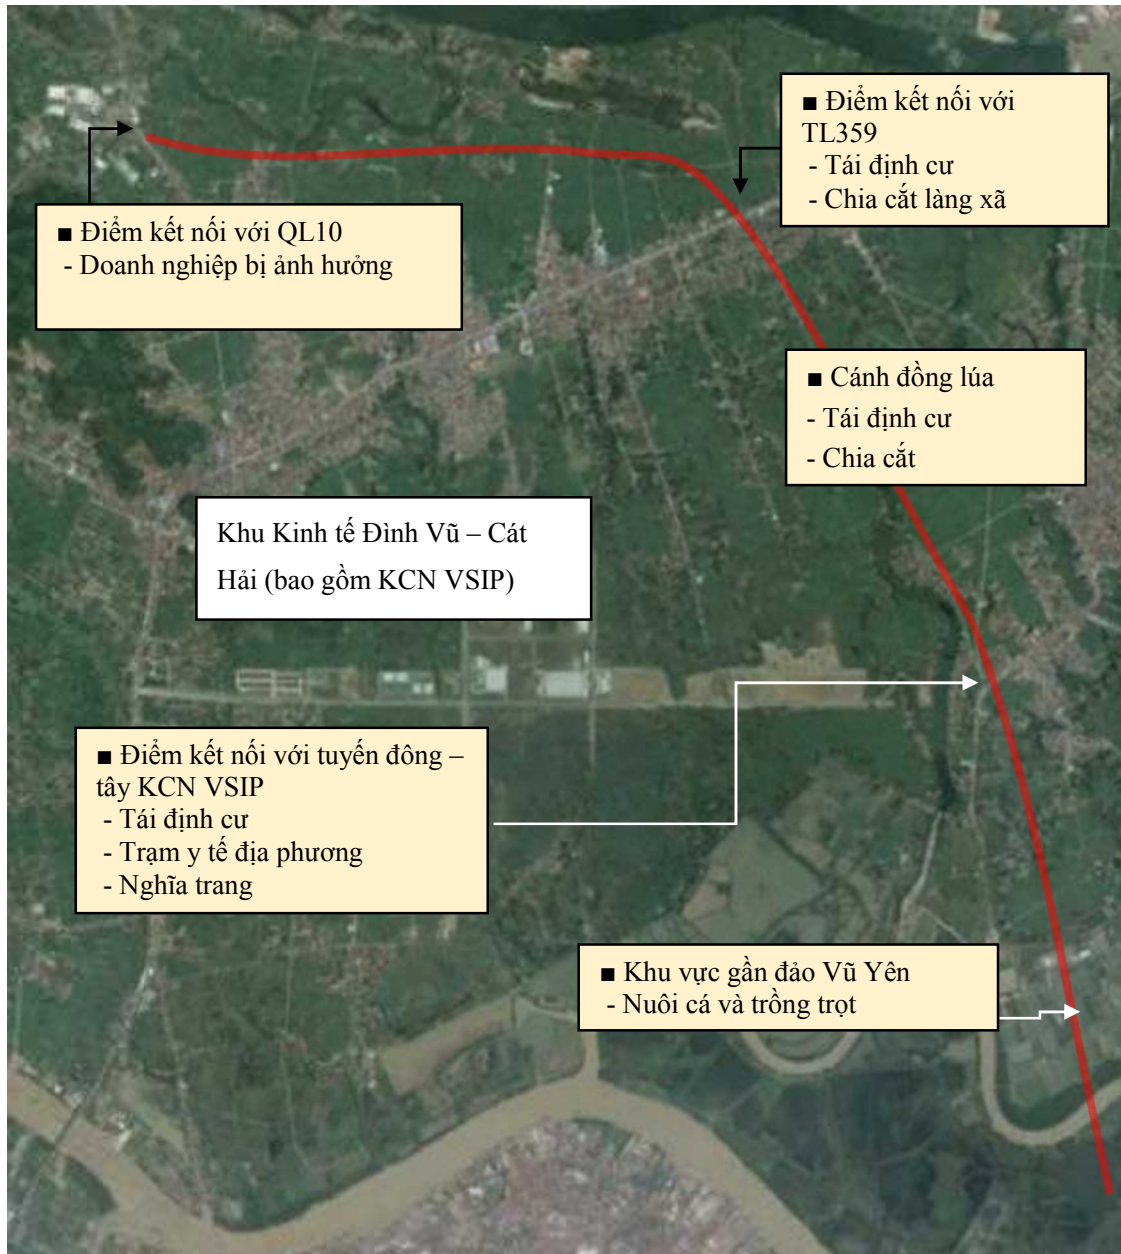 ■ Điểm kết nối với
TL359
- Tái định cư
- Chia cắt làng xã
■ Điểm kết nối với QL10
- Doanh nghiệp bị ảnh hưởng
■ Cánh đồng lúa
- Tái định cư
- Chia cắt
Khu Kinh tế Đình Vũ – Cát
Hải (bao gồm KCN VSIP)
■ Điểm kết nối với tuyến đông –
tây KCN VSIP
- Tái định cư
- Trạm y tế địa phương
- Nghĩa trang
■ Khu vực gần đảo Vũ Yên
- Nuôi cá và trồng trọt